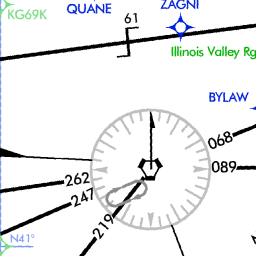 KG69K
QUANE
61
ZAGNI
Illinois Valley Rg
BYLAW
068
089
262
247
219
N41°